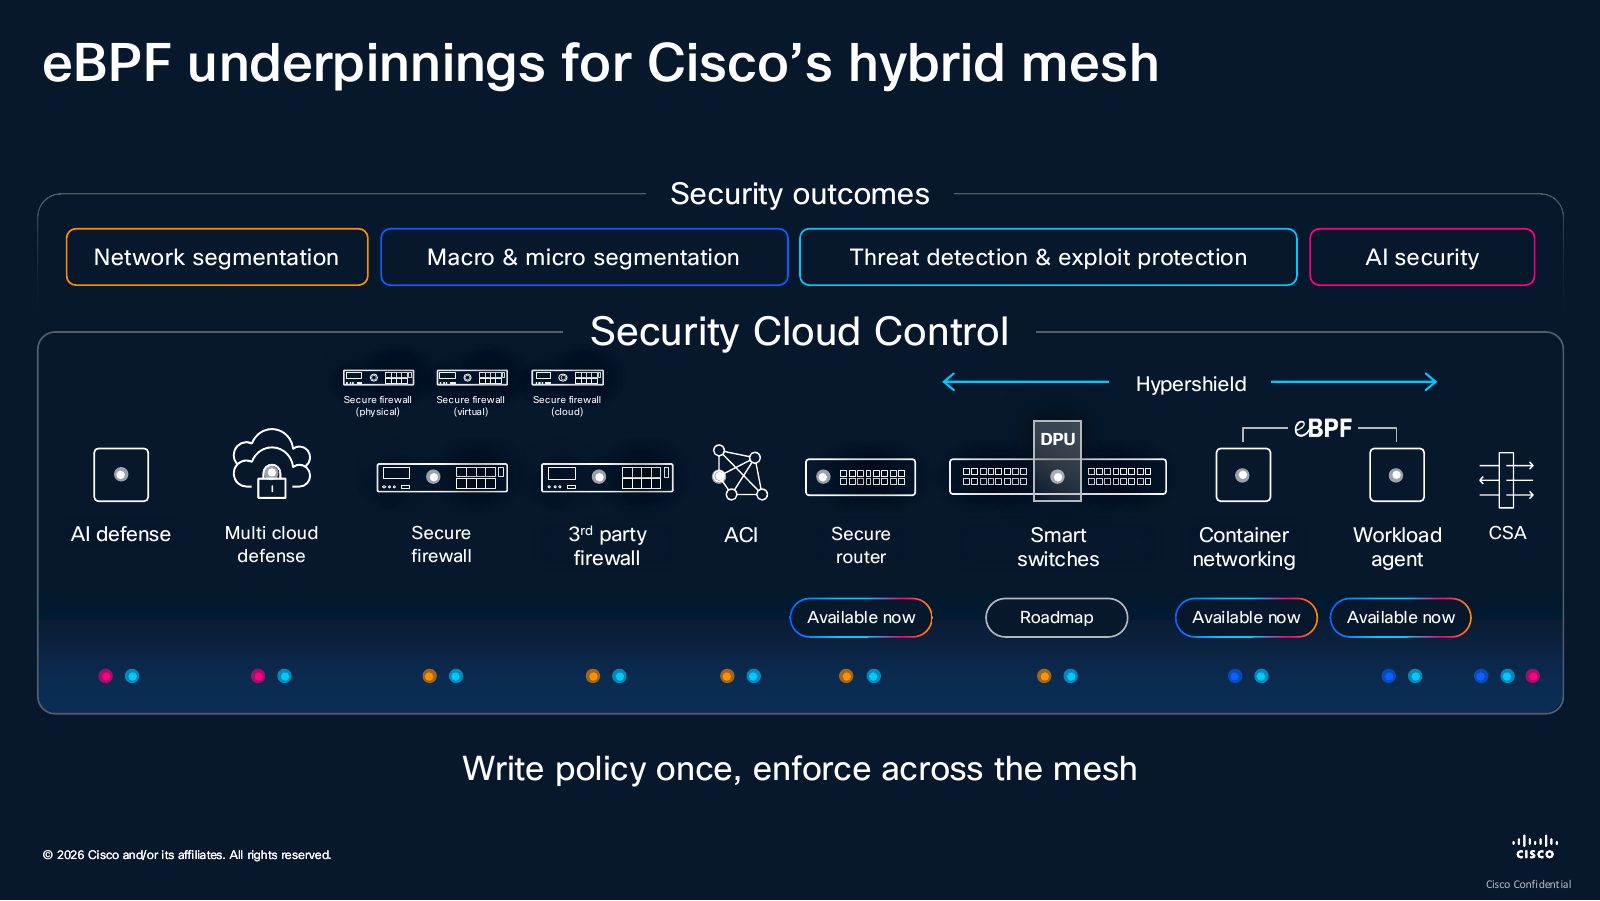 eBPF underpinnings for Cisco’s hybrid mesh
Security outcomes
Network segmentation
Macro & micro segmentation
Threat detection & exploit protection
AI security
Security Cloud Control
Secure firewall
(physical)
Secure firewall
(virtual)
Secure firewall
(cloud)
Hypershield
eBPF
DPU
AI defense
Multi cloud
defense
Secure
firewall
3rd party
firewall
ACI
Secure
router
Smart
switches
Container
networking
Workload
agent
CSA
Available now
Roadmap
Available now
Available now
Write policy once, enforce across the mesh
© 2026 Cisco and/or its affiliates. All rights reserved.
CISCO
Cisco Confidential